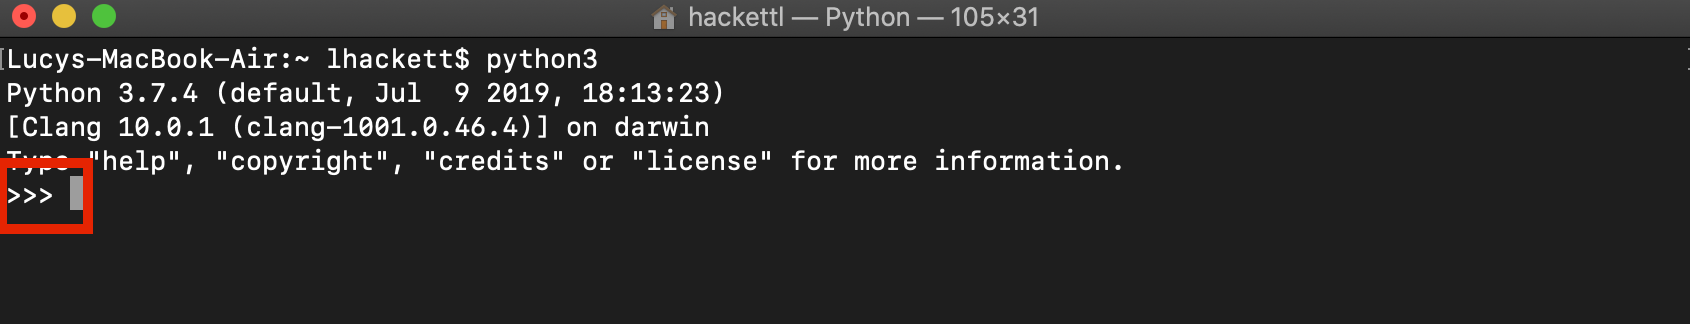 hackettl — Python — 105×31
Lucys-MacBook-Air:~ lhackett$ python3
Python 3.7.4 (default, Jul  9 2019, 18:13:23)
[Clang 10.0.1 (clang-1001.0.46.4)] on darwin
Type "help", "copyright", "credits" or "license" for more information.
>>>